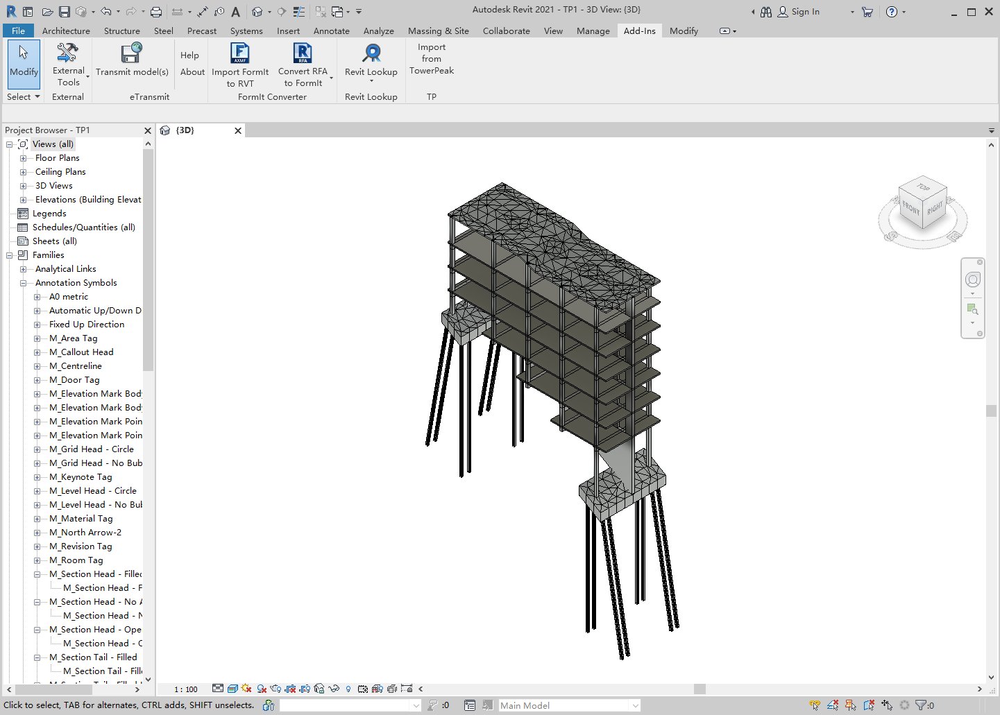 Autodesk Revit 2021 - TP1 - 3D View: {3D}
Sign In
File Architecture Structure Steel Precast Systems Insert Annotate Analyze Massing & Site Collaborate View Manage Add-Ins Modify
Modify
External
Tools
Transmit model(s)
Help
About
Import FormIt
to RVT
Convert RFA
to FormIt
Revit Lookup
Import
from
TowerPeak
AXMF
RFA
Select External eTransmit FormIt Converter Revit Lookup TP
Project Browser - TP1
{3D}
Views (all)
Floor Plans
Ceiling Plans
3D Views
Elevations (Building Elevat
Legends
Schedules/Quantities (all)
Sheets (all)
Families
Analytical Links
Annotation Symbols
A0 metric
Automatic Up/Down D
Fixed Up Direction
M_Area Tag
M_Callout Head
M_Centreline
M_Door Tag
M_Elevation Mark Body
M_Elevation Mark Body
M_Elevation Mark Poin
M_Elevation Mark Poin
M_Grid Head - Circle
M_Grid Head - No Bub
M_Keynote Tag
M_Level Head - Circle
M_Level Head - No Bub
M_Material Tag
M_North Arrow-2
M_Revision Tag
M_Room Tag
M_Section Head - Filled
M_Section Head - F
M_Section Head - No A
M_Section Head - N
M_Section Head - Ope
M_Section Head - O
M_Section Tail - Filled
M_Section Tail - Fille
TOP
FRONT
RIGHT
1 : 100
Click to select, TAB for alternates, CTRL adds, SHIFT unselects.
:0
Main Model
:0